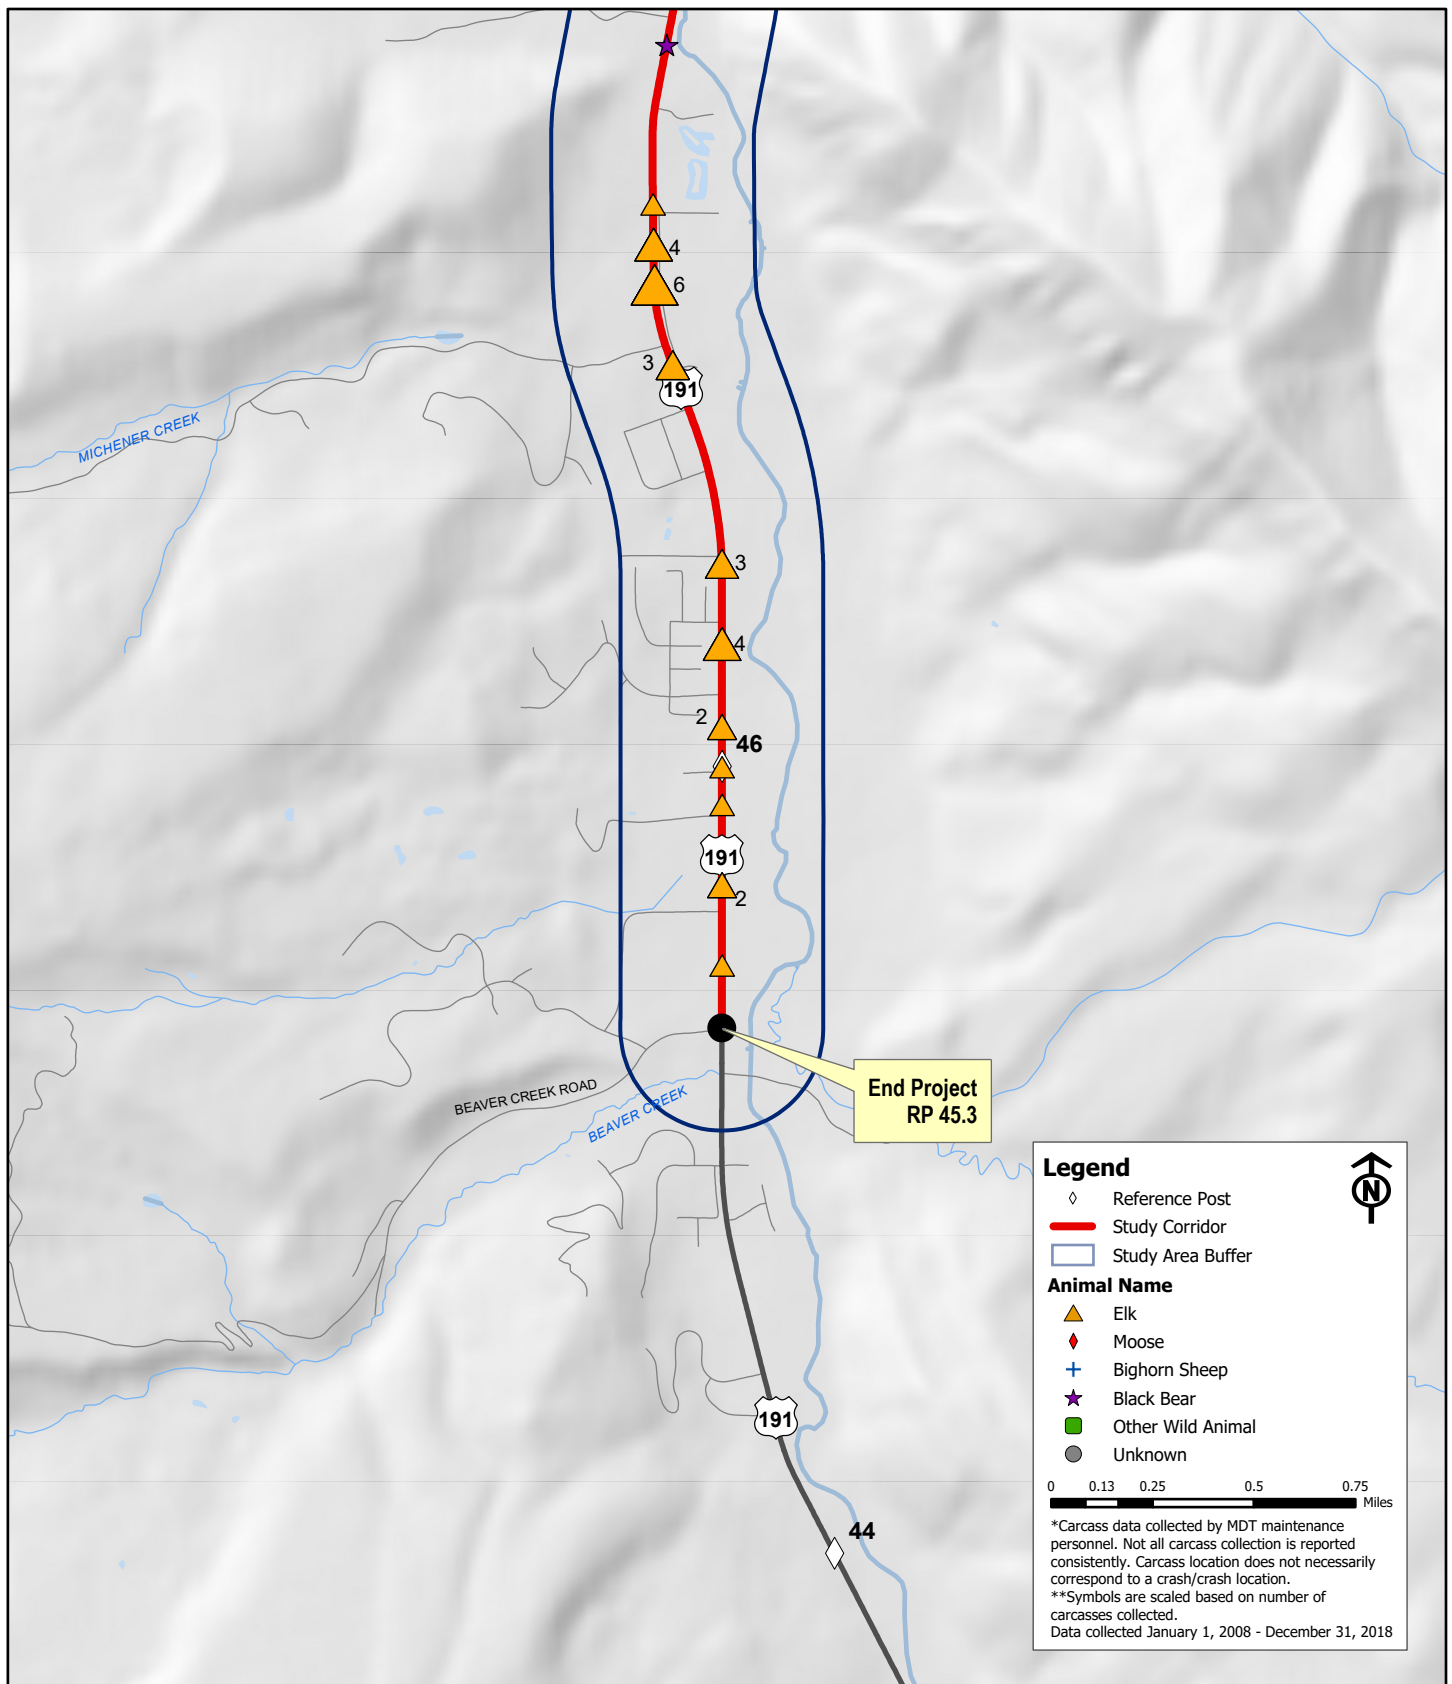 4
6
3
191
MICHENER CREEK
3
4
2
46
191
2
End Project
RP 45.3
BEAVER CREEK ROAD
BEAVER CREEK
191
44
Legend
N
Reference Post
Study Corridor
Study Area Buffer
Animal Name
Elk
Moose
Bighorn Sheep
Black Bear
Other Wild Animal
Unknown
0 0.13 0.25 0.5 0.75
Miles
*Carcass data collected by MDT maintenance
personnel. Not all carcass collection is reported
consistently. Carcass location does not necessarily
correspond to a crash/crash location.
**Symbols are scaled based on number of
carcasses collected.
Data collected January 1, 2008 - December 31, 2018